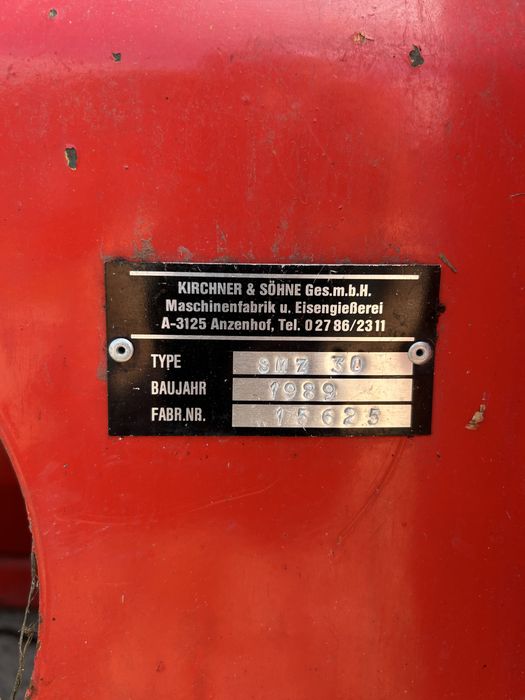 KIRCHNER & SÖHNE Ges.m.b.H.
Maschinenfabrik u. Eisengießerei
A-3125 Anzenhof, Tel. 0 27 86/23 11
TYPE SMZ 30
BAUJAHR 1989
FABR.NR. 15625